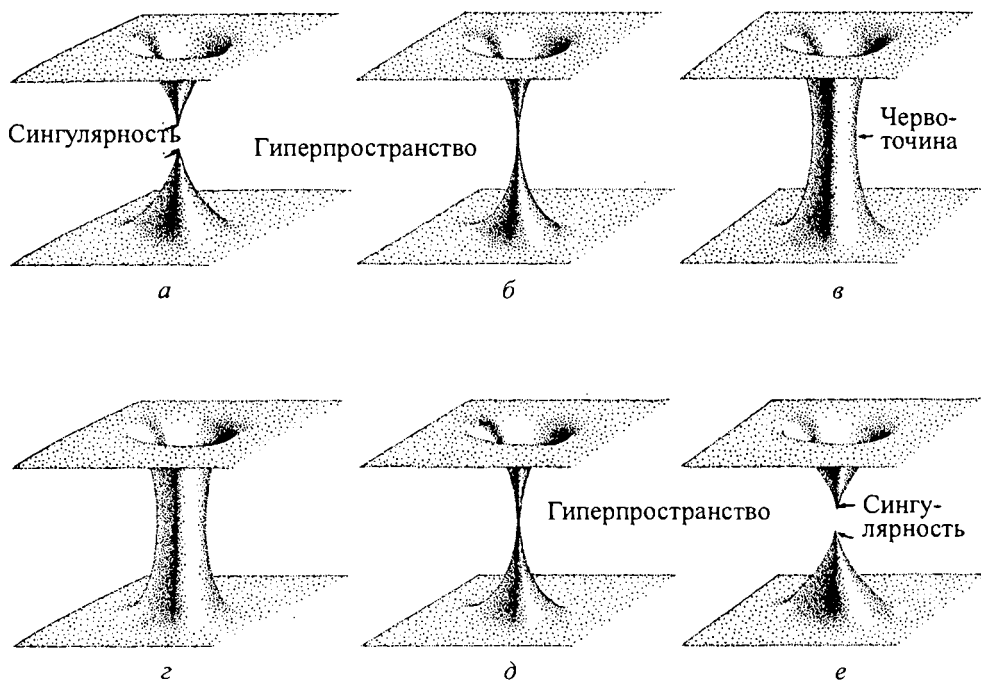 Сингулярность
Гиперпространство
Черво-
точина
а
б
в
Гиперпространство
Сингу-
лярность
г
д
е